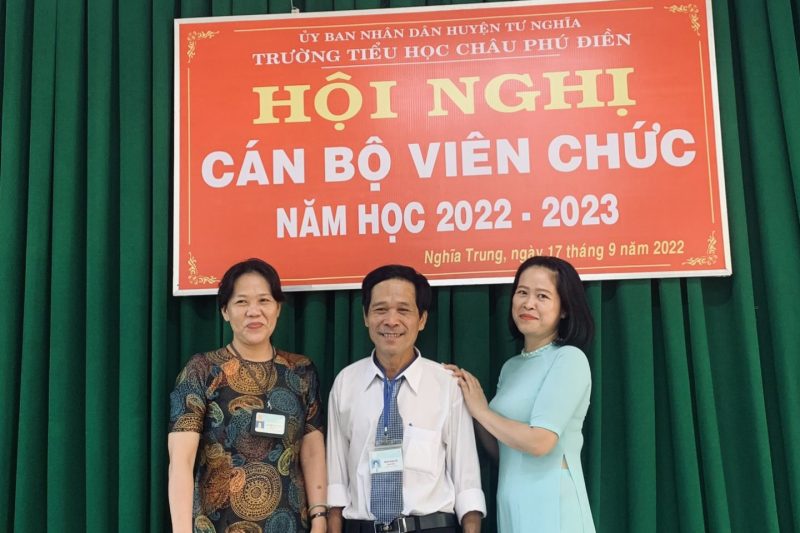 ỦY BAN NHÂN DÂN HUYỆN TƯ NGHĨA
TRƯỜNG TIỂU HỌC CHÂU PHÚ ĐIỀN
HỘI NGHỊ
CÁN BỘ VIÊN CHỨC
NĂM HỌC 2022 - 2023
Nghĩa Trung, ngày 17 tháng 9 năm 2022